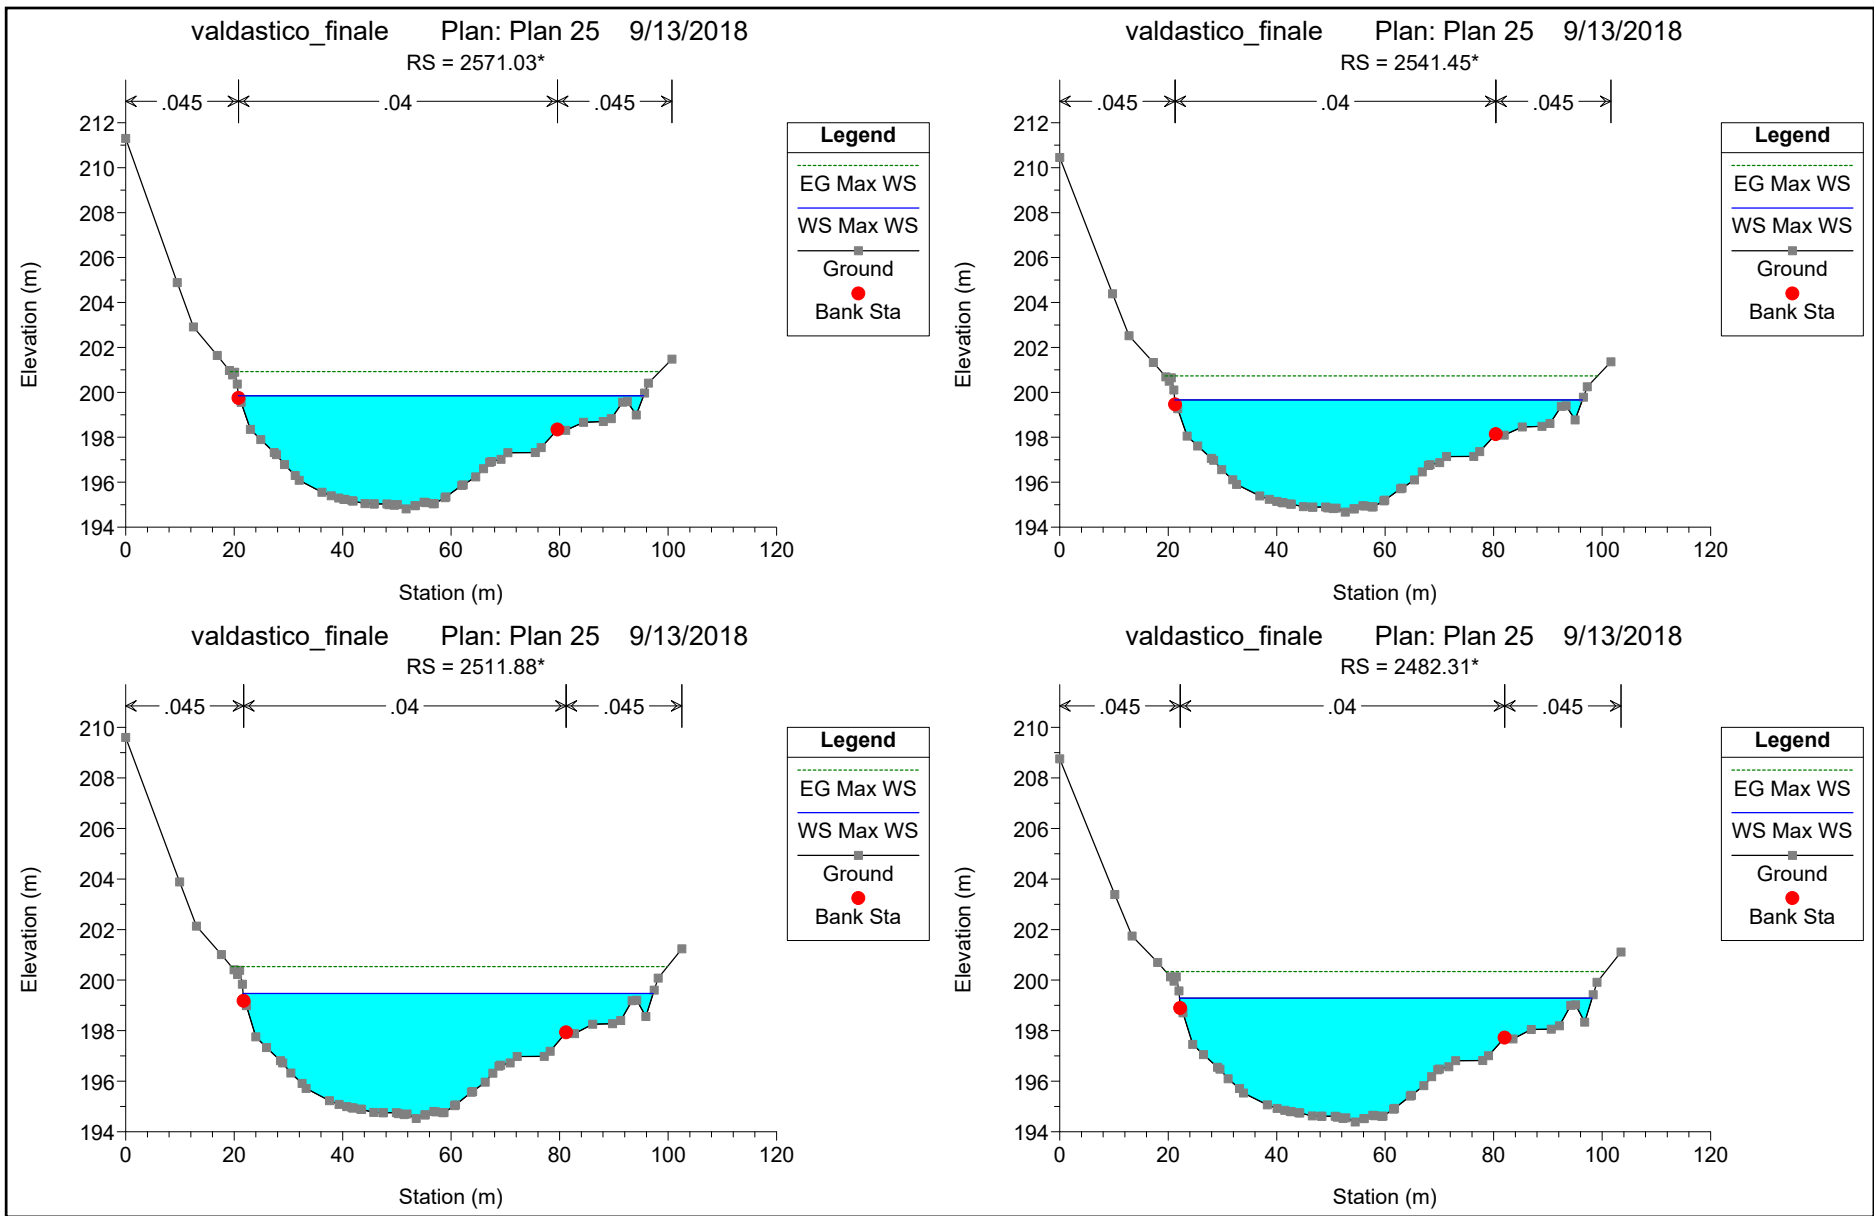 valdastico_finale Plan: Plan 25 9/13/2018
RS = 2571.03*
.045 .04 .045
212
210
208
206
204
202
200
198
196
194
0 20 40 60 80 100 120
Elevation (m)
Station (m)
Legend
EG Max WS
WS Max WS
Ground
Bank Sta
valdastico_finale Plan: Plan 25 9/13/2018
RS = 2541.45*
.045 .04 .045
212
210
208
206
204
202
200
198
196
194
0 20 40 60 80 100 120
Elevation (m)
Station (m)
Legend
EG Max WS
WS Max WS
Ground
Bank Sta
valdastico_finale Plan: Plan 25 9/13/2018
RS = 2511.88*
.045 .04 .045
210
208
206
204
202
200
198
196
194
0 20 40 60 80 100 120
Elevation (m)
Station (m)
Legend
EG Max WS
WS Max WS
Ground
Bank Sta
valdastico_finale Plan: Plan 25 9/13/2018
RS = 2482.31*
.045 .04 .045
210
208
206
204
202
200
198
196
194
0 20 40 60 80 100 120
Elevation (m)
Station (m)
Legend
EG Max WS
WS Max WS
Ground
Bank Sta